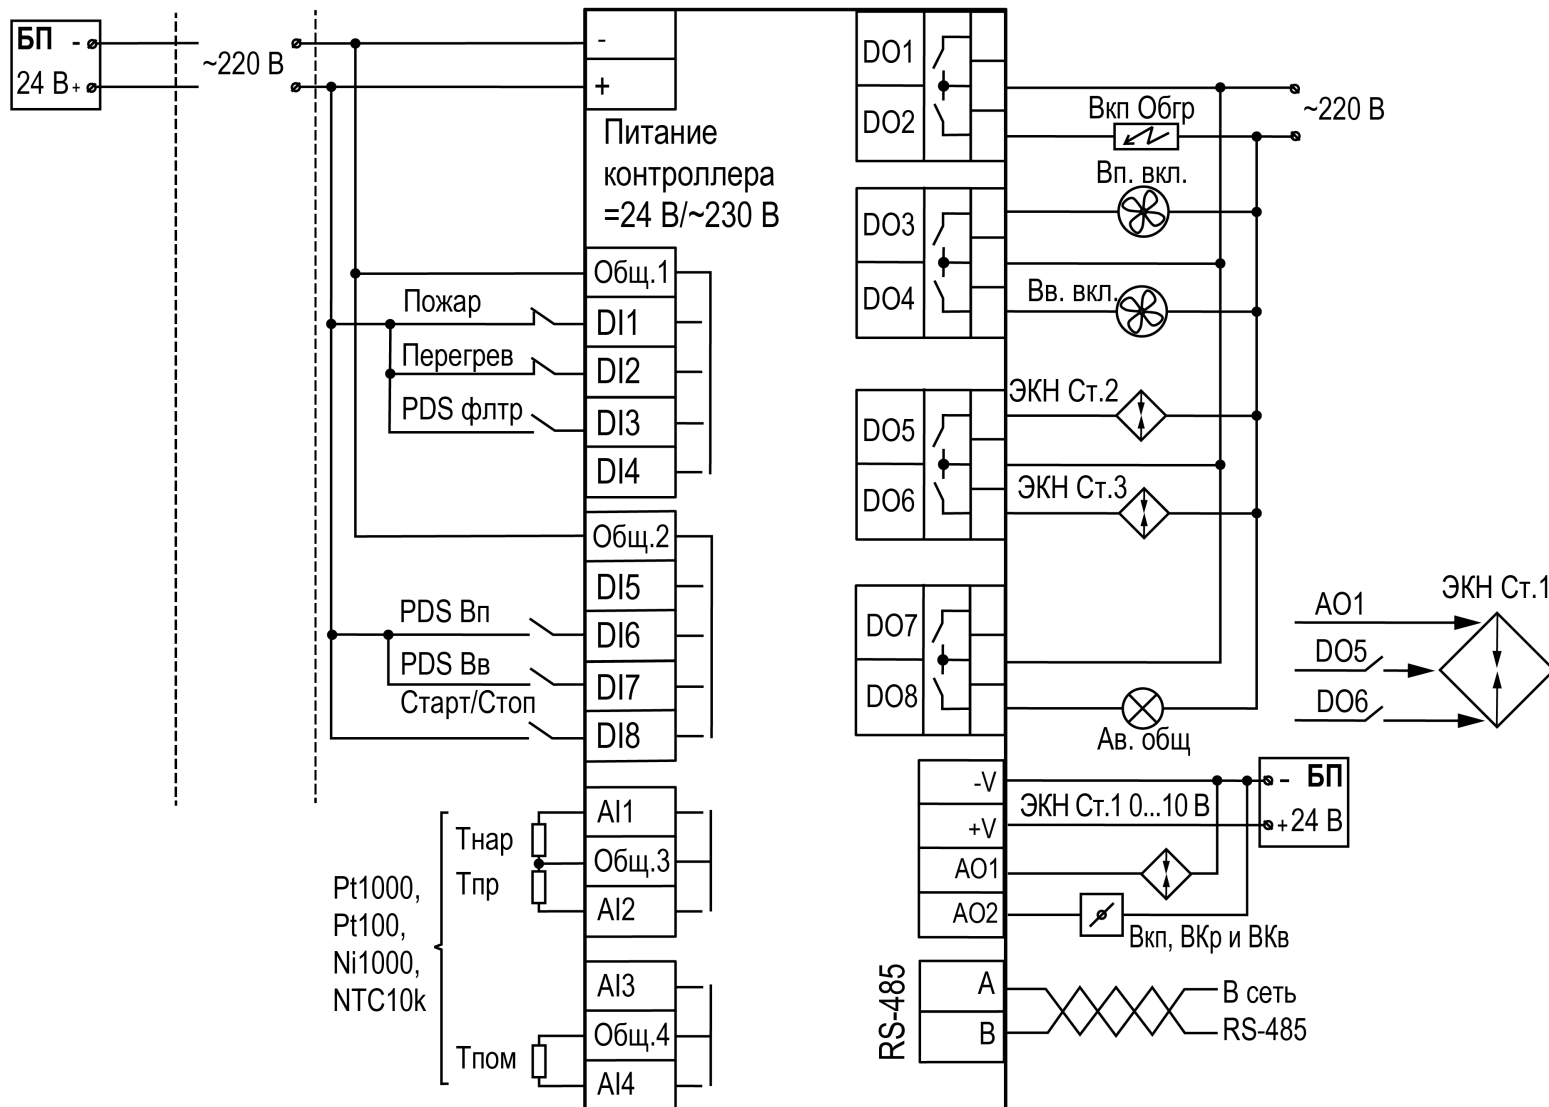 БП -
24 В +
~220 В
-
+
Питание
контроллера
=24 В/~230 В
Общ.1
Пожар
DI1
Перегрев
DI2
PDS флтр
DI3
DI4
Общ.2
DI5
PDS Вп
DI6
PDS Вв
DI7
Старт/Стоп
DI8
AI1
Тнар
Общ.3
Тпр
AI2
Pt1000,
Pt100,
Ni1000,
NTC10k
AI3
Общ.4
Тпом
AI4
DO1
DO2
Вкп Обгр
~220 В
Вп. вкл.
DO3
DO4
Вв. вкл.
ЭКН Ст.2
DO5
DO6
ЭКН Ст.3
DO7
DO8
Ав. общ
ЭКН Ст.1
AO1
DO5
DO6
-V
- БП
ЭКН Ст.1 0...10 В
+V
+ 24 В
AO1
AO2
Вкп, ВКр и ВКв
RS-485
A
B
В сеть
RS-485